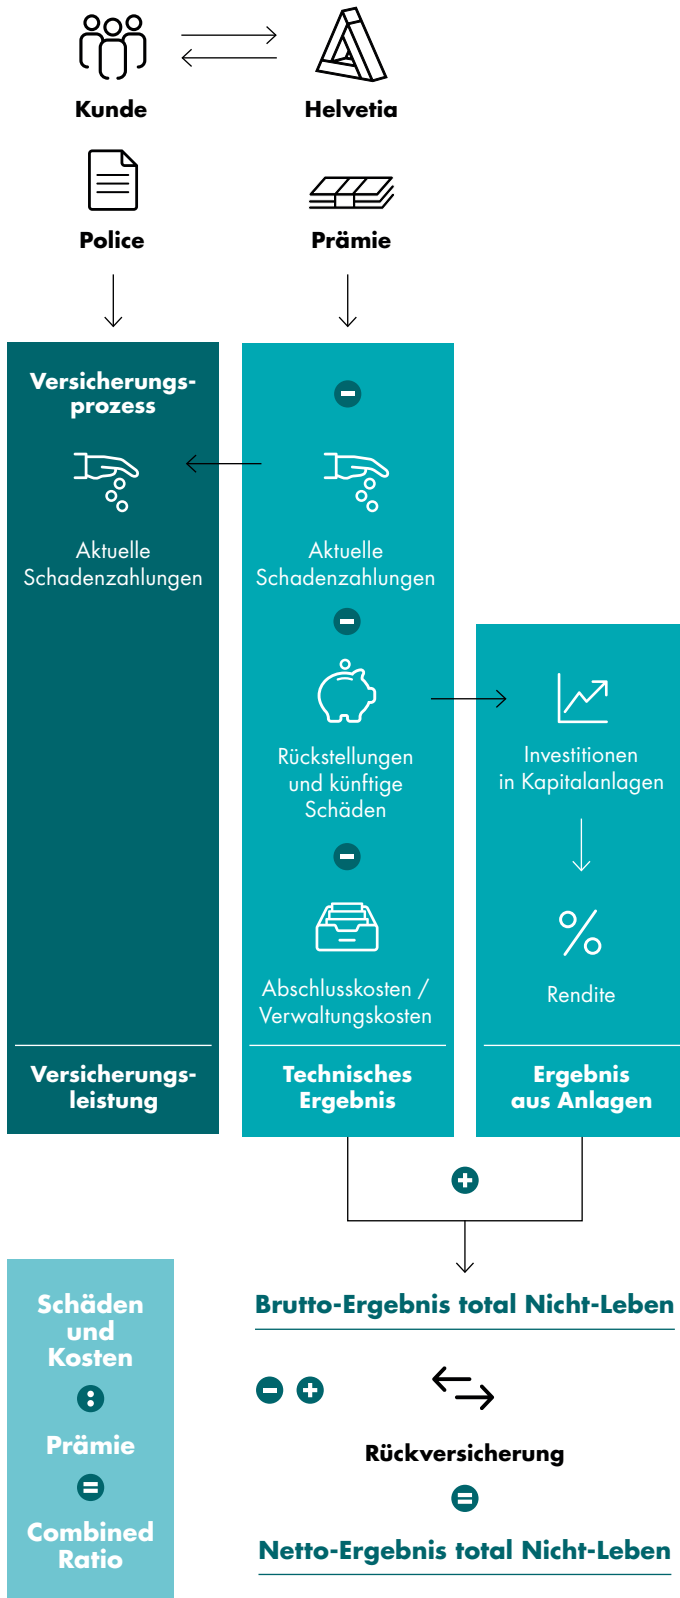 Kunde
Helvetia
Police
Prämie
Versicherungs-
prozess
Aktuelle
Schadenzahlungen
Versicherungs-
leistung
Aktuelle
Schadenzahlungen
Rückstellungen
und künftige
Schäden
Abschlusskosten /
Verwaltungskosten
Technisches
Ergebnis
Investitionen
in Kapitalanlagen
Rendite
Ergebnis
aus Anlagen
Schäden
und
Kosten
:
Prämie
=
Combined
Ratio
Brutto-Ergebnis total Nicht-Leben
Rückversicherung
=
Netto-Ergebnis total Nicht-Leben